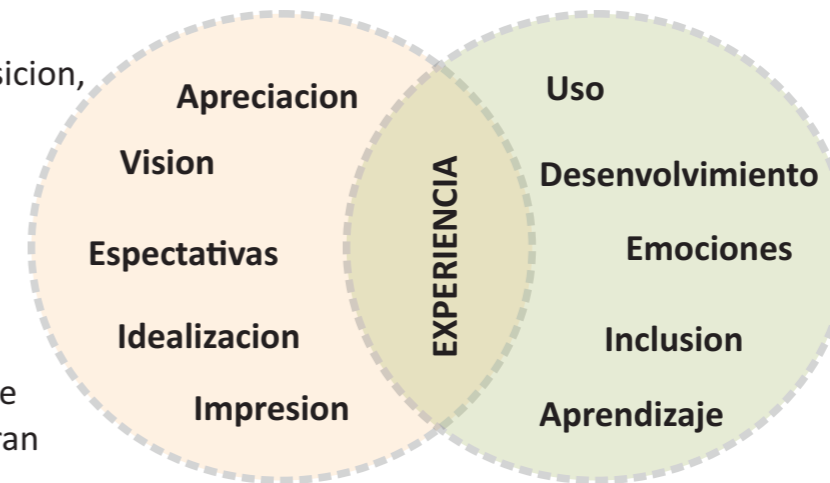 sicion,
e
ran
Apreciacion
Vision
Espectativas
Idealizacion
Impresion
EXPERIENCIA
Uso
Desenvolvimiento
Emociones
Inclusion
Aprendizaje